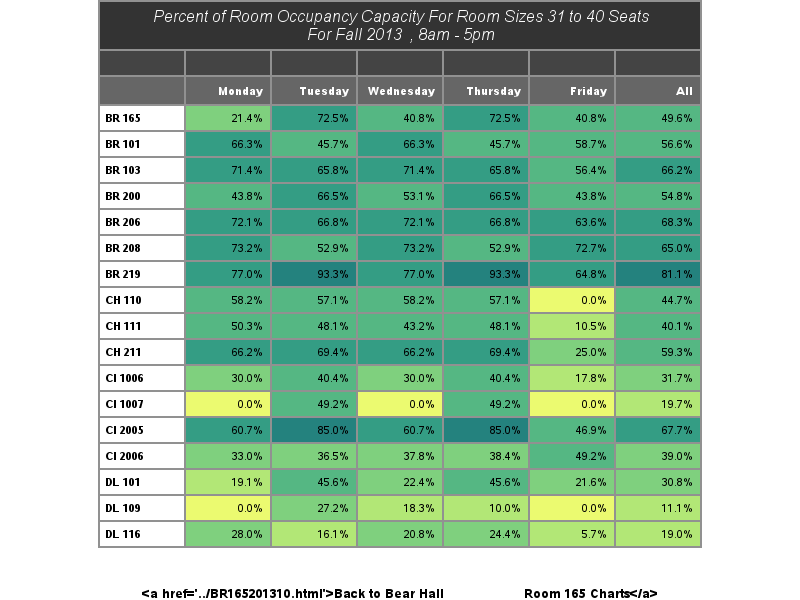 Percent of Room Occupancy Capacity For Room Sizes 31 to 40 Seats
For Fall 2013 , 8am - 5pm
Monday Tuesday Wednesday Thursday Friday All
BR 165 21.4% 72.5% 40.8% 72.5% 40.8% 49.6%
BR 101 66.3% 45.7% 66.3% 45.7% 58.7% 56.6%
BR 103 71.4% 65.8% 71.4% 65.8% 56.4% 66.2%
BR 200 43.8% 66.5% 53.1% 66.5% 43.8% 54.8%
BR 206 72.1% 66.8% 72.1% 66.8% 63.6% 68.3%
BR 208 73.2% 52.9% 73.2% 52.9% 72.7% 65.0%
BR 219 77.0% 93.3% 77.0% 93.3% 64.8% 81.1%
CH 110 58.2% 57.1% 58.2% 57.1% 0.0% 44.7%
CH 111 50.3% 48.1% 43.2% 48.1% 10.5% 40.1%
CH 211 66.2% 69.4% 66.2% 69.4% 25.0% 59.3%
CI 1006 30.0% 40.4% 30.0% 40.4% 17.8% 31.7%
CI 1007 0.0% 49.2% 0.0% 49.2% 0.0% 19.7%
CI 2005 60.7% 85.0% 60.7% 85.0% 46.9% 67.7%
CI 2006 33.0% 36.5% 37.8% 38.4% 49.2% 39.0%
DL 101 19.1% 45.6% 22.4% 45.6% 21.6% 30.8%
DL 109 0.0% 27.2% 18.3% 10.0% 0.0% 11.1%
DL 116 28.0% 16.1% 20.8% 24.4% 5.7% 19.0%
<a href='../BR165201310.html'>Back to Bear Hall Room 165 Charts</a>